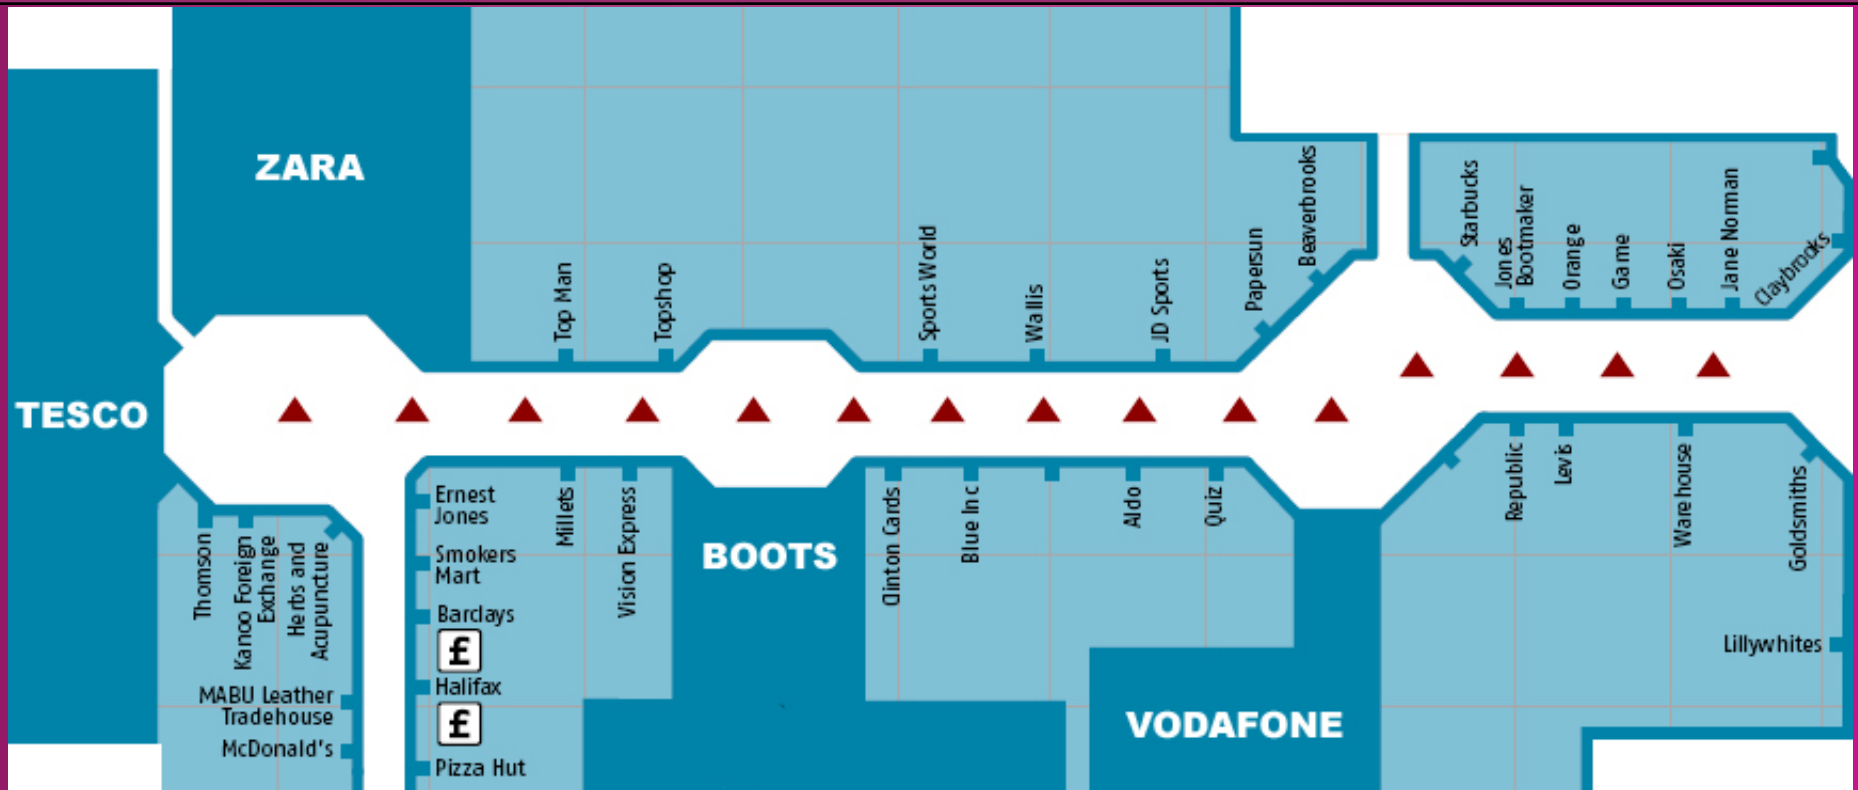 ZARA
TESCO
Top Man
Topshop
Sports World
Wallis
JD Sports
Papersun
Beaverbrooks
Starbucks
Jones
Bootmaker
Orange
Game
Osaki
Jane Norman
Claybrooks
Thomson
Kanoo Foreign
Exchange
Herbs and
Acupuncture
MABU Leather
Tradehouse
McDonald's
Ernest
Jones
Smokers
Mart
Barclays
£
Halifax
£
Pizza Hut
Millets
Vision Express
BOOTS
Clinton Cards
Blue Inc
Aldo
Quiz
VODAFONE
Republic
Levis
Warehouse
Goldsmiths
Lillywhites